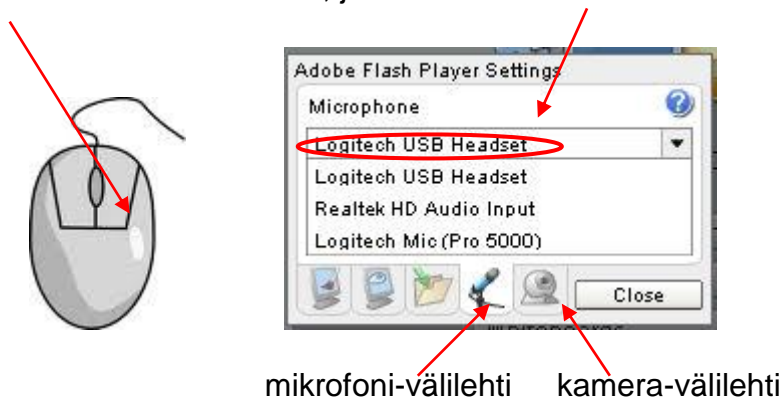 Adobe Flash Player Settings
Microphone
Logitech USB Headset
Logitech USB Headset
Realtek HD Audio Input
Logitech Mic (Pro 5000)
Close
mikrofoni-välilehti kamera-välilehti